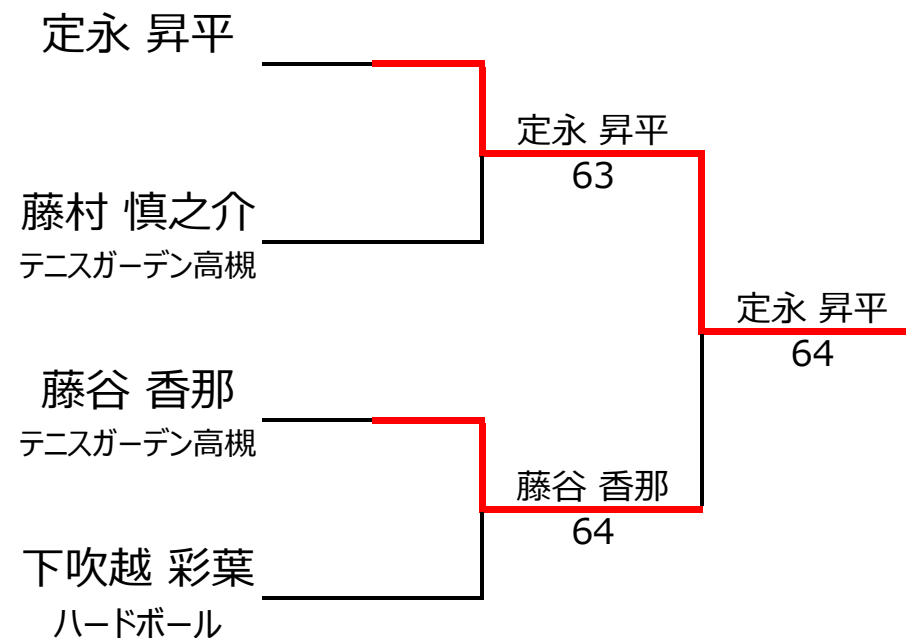 定永 昇平
定永 昇平
63
藤村 慎之介
テニスガーデン高槻
定永 昇平
64
藤谷 香那
テニスガーデン高槻
藤谷 香那
64
下吹越 彩葉
ハードボール